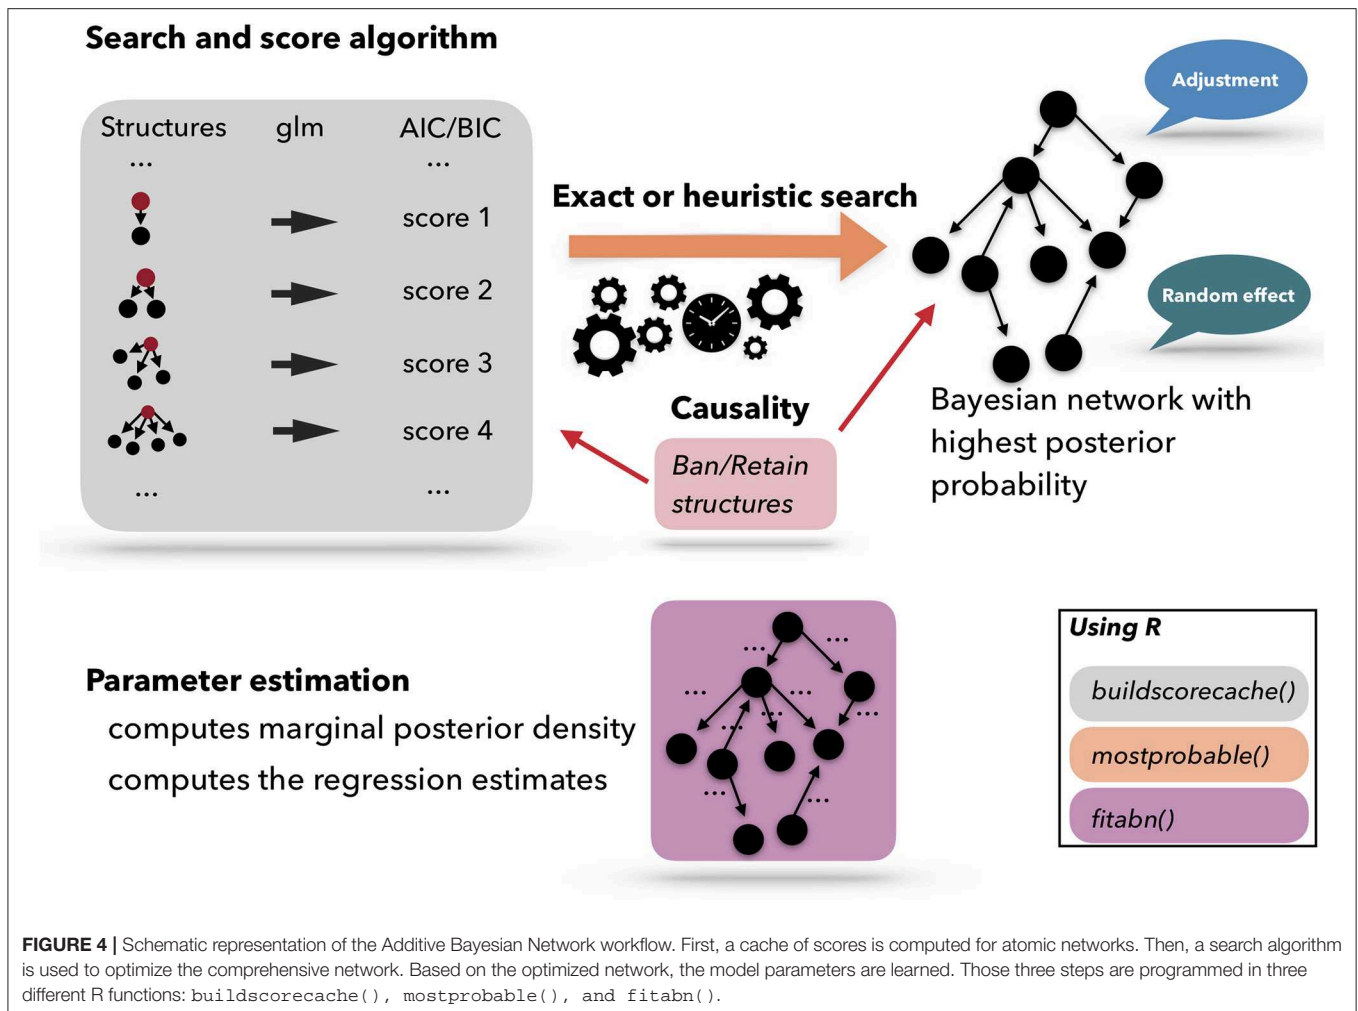 Search and score algorithm
Adjustment
Structures glm AIC/BIC
... ...
score 1
Exact or heuristic search
score 2
Random effect
score 3
score 4
... ...
Causality
Ban/Retain
structures
Bayesian network with
highest posterior
probability
Parameter estimation
computes marginal posterior density
computes the regression estimates
... ...
... ...
... ... ...
... ...
Using R
buildscorecache()
mostprobable()
fitabn()
FIGURE 4 | Schematic representation of the Additive Bayesian Network workflow. First, a cache of scores is computed for atomic networks. Then, a search algorithm
is used to optimize the comprehensive network. Based on the optimized network, the model parameters are learned. Those three steps are programmed in three
different R functions: buildscorecache(), mostprobable(), and fitabn().